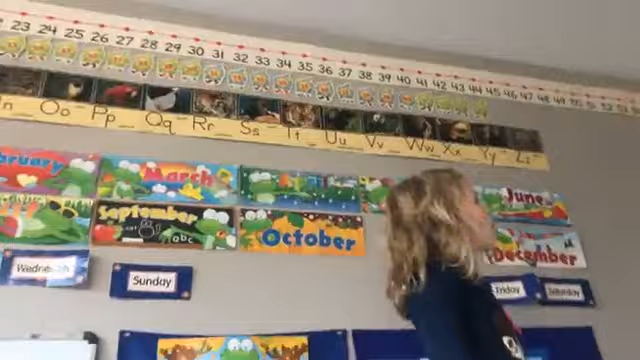 23 24 25 26 27 28 29 30 31 32 33 34 35 36 37 38 39 40 41 42 43 44 45 46 47 48 49 50 51 52
Oo Pp Qq Rr Ss Tt Uu Vv Ww Xx Yy Zz
March June
September October December
abc
Wednesday Sunday Friday Saturday